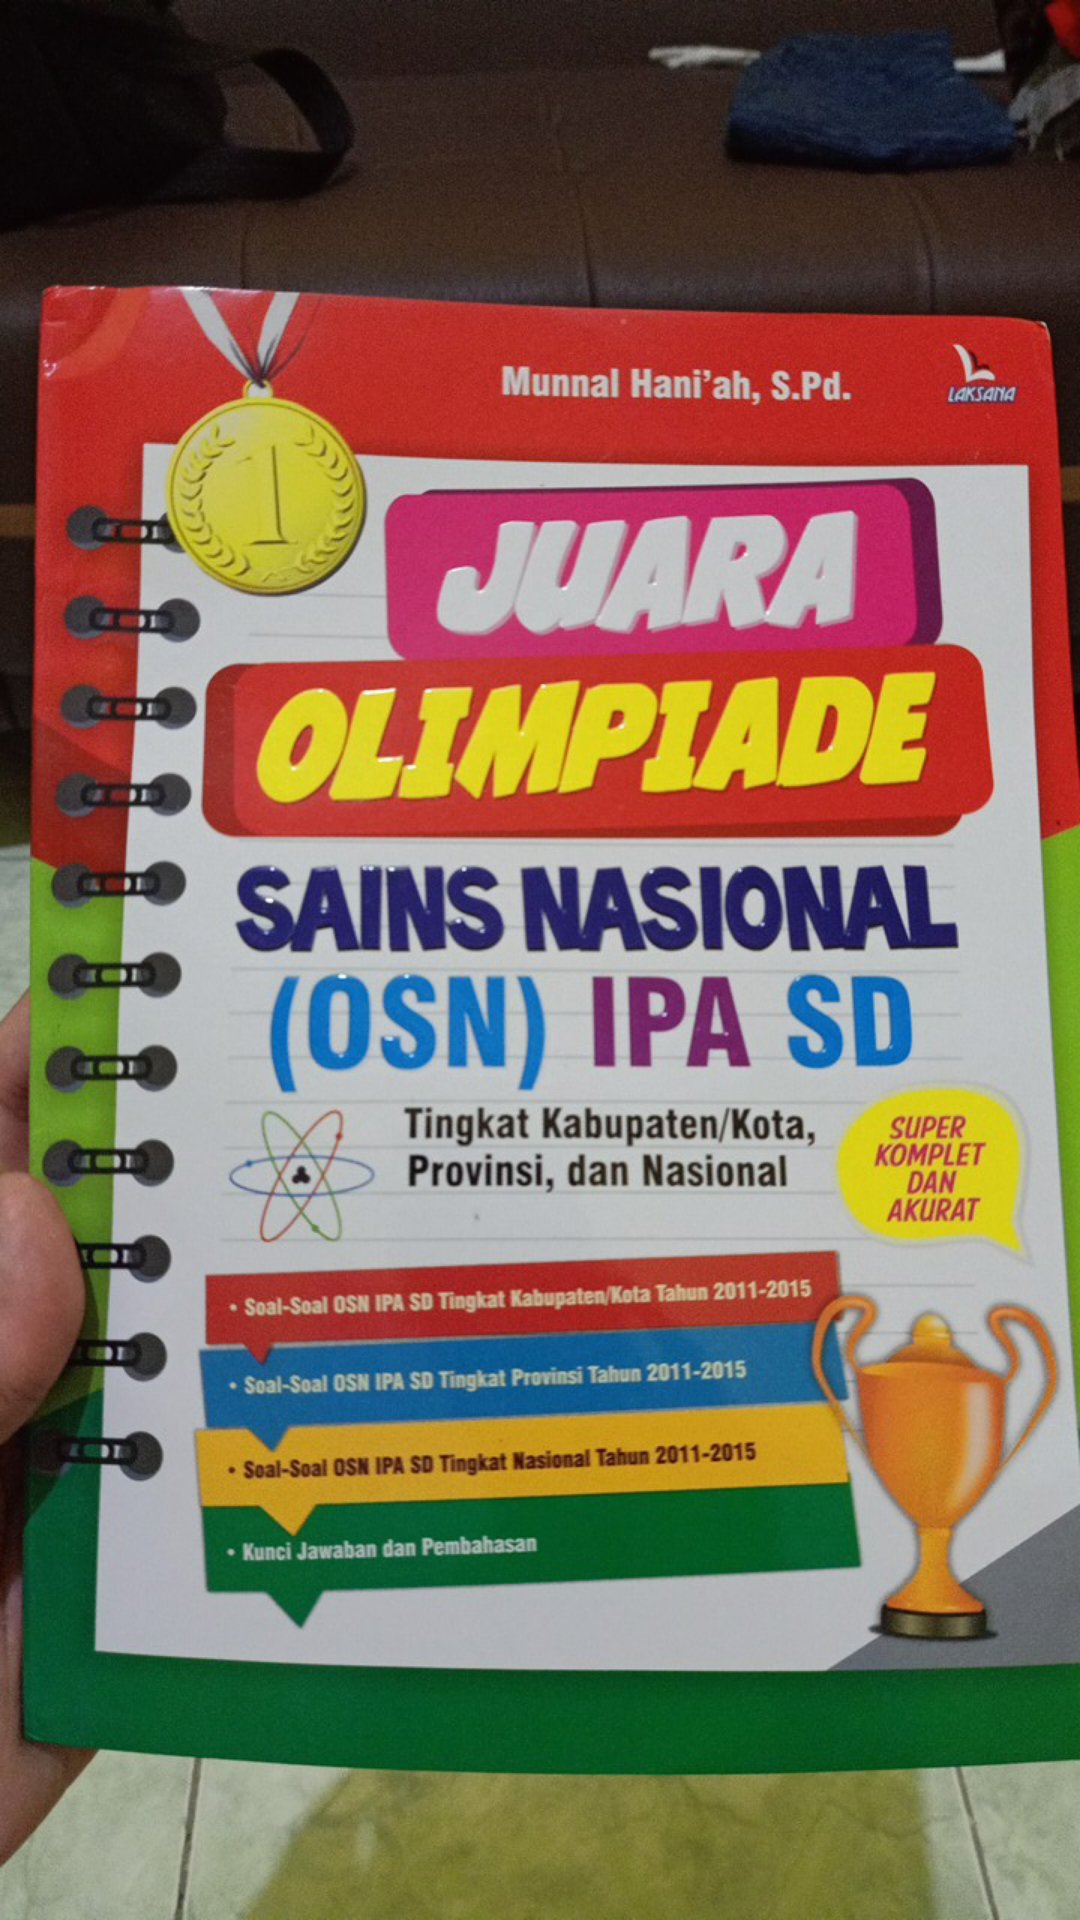 Munnal Hani'ah, S.Pd.
LAKSANA
1
JUARA
OLIMPIADE
SAINS NASIONAL
(OSN) IPA SD
Tingkat Kabupaten/Kota,
Provinsi, dan Nasional
SUPER
KOMPLET
DAN
AKURAT
• Soal-Soal OSN IPA SD Tingkat Kabupaten/Kota Tahun 2011-2015
• Soal-Soal OSN IPA SD Tingkat Provinsi Tahun 2011-2015
• Soal-Soal OSN IPA SD Tingkat Nasional Tahun 2011-2015
• Kunci Jawaban dan Pembahasan